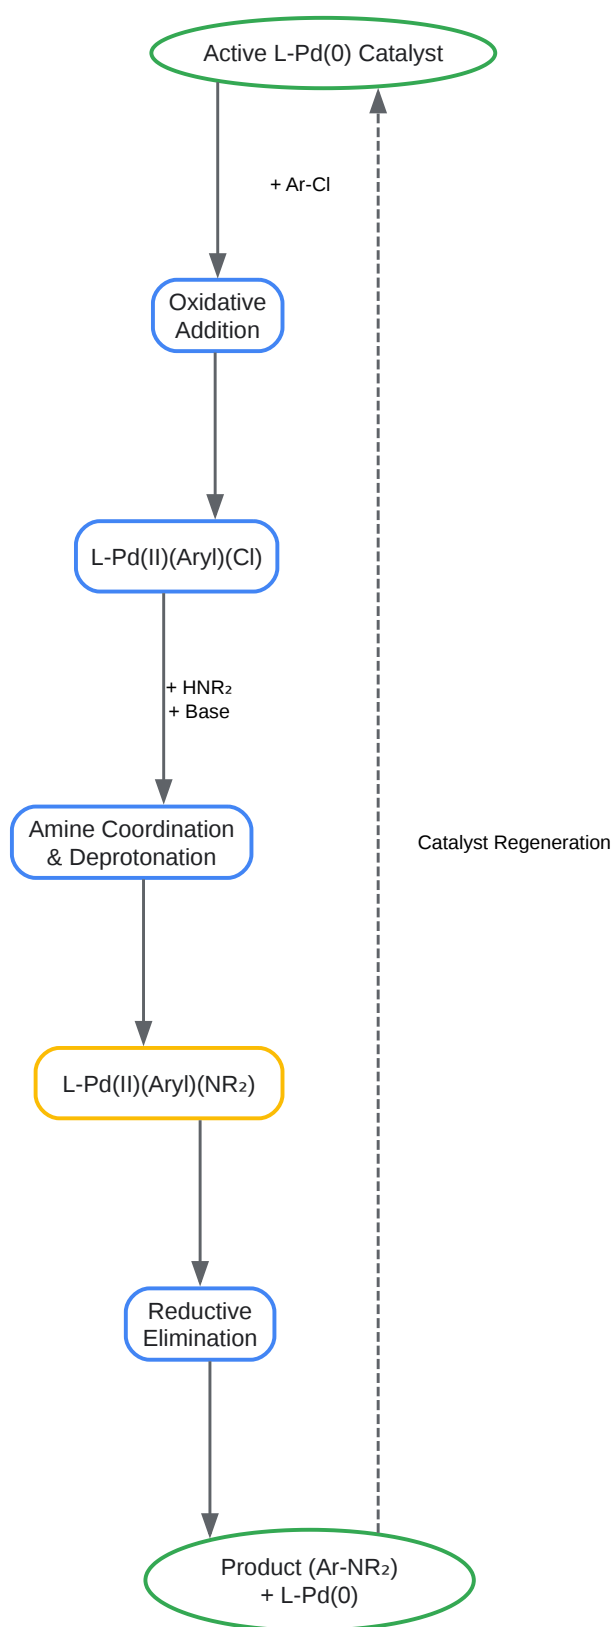 Active L-Pd(0) Catalyst
+ Ar-Cl
Oxidative
Addition
L-Pd(II)(Aryl)(Cl)
+ HNR₂
+ Base
Amine Coordination
& Deprotonation
Catalyst Regeneration
L-Pd(II)(Aryl)(NR₂)
Reductive
Elimination
Product (Ar-NR₂)
+ L-Pd(0)